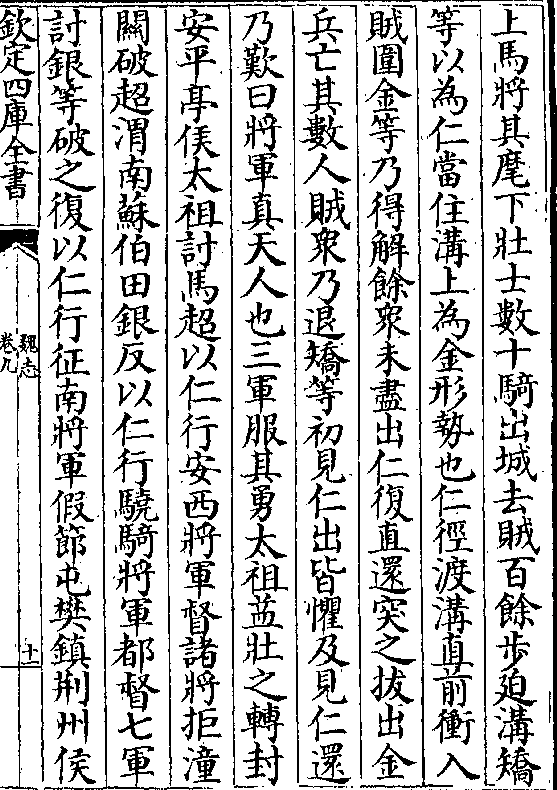 上馬將其麾下壯士數十騎出城去賊百餘步迫溝矯
等以為仁當住溝上為金形勢也仁徑渡溝直前衝入
賊圍金等乃得解餘衆未盡出仁復直還突之拔出金
兵亡其數人賊衆乃退矯等初見仁出皆懼及見仁還
乃歎曰將軍真天人也三軍服其勇太祖益壯之轉封
安平亭侯太祖討馬超以仁行安西將軍督諸將拒潼
關破超渭南蘇伯田銀反以仁行驍騎將軍都督七軍
討銀等破之復以仁行征南將軍假節屯樊鎮荆州侯
欽定四庫全書
魏志
卷九
十一